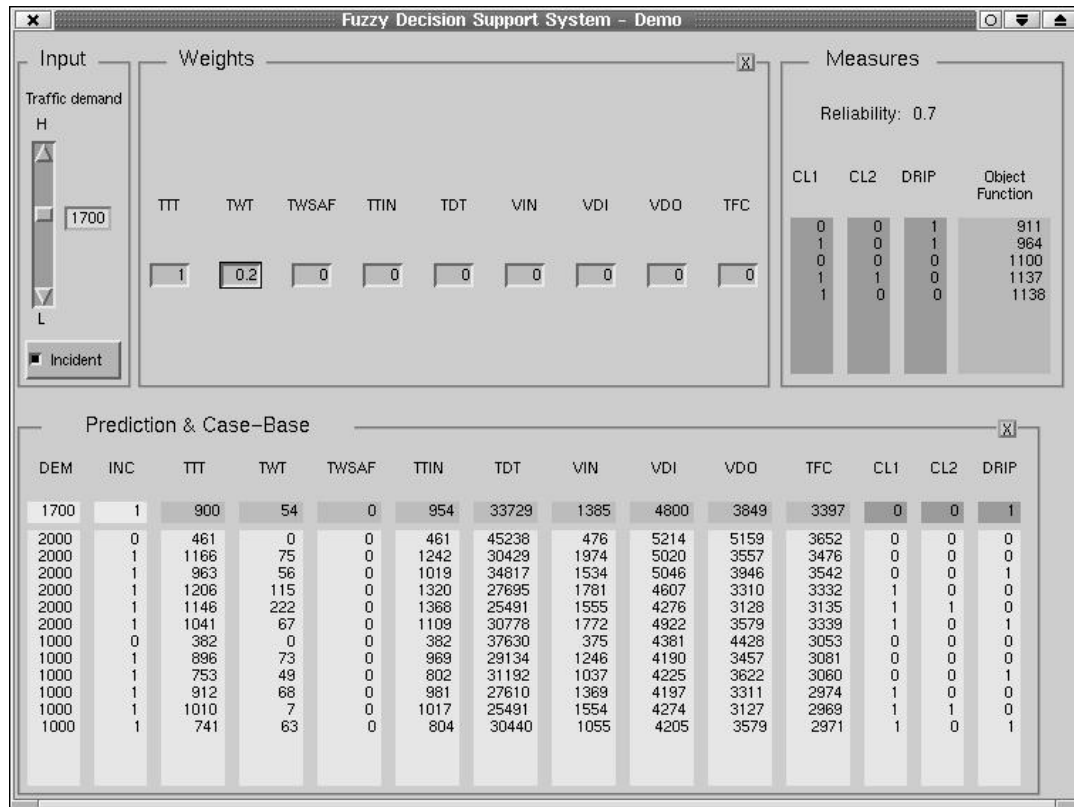 Fuzzy Decision Support System - Demo
Input
Weights
X
Measures
Traffic demand
H
1700
L
Incident
TTT TWT TWSAF TTIN TDT VIN VDI VDO TFC
1 0.2 0 0 0 0 0 0 0
Reliability: 0.7
CL1 CL2 DRIP Object Function
0 0 1 911
1 0 1 964
0 0 0 1100
1 1 0 1137
1 0 0 1138
Prediction & Case-Base
X
DEM INC TTT TWT TWSAF TTIN TDT VIN VDI VDO TFC CL1 CL2 DRIP
1700 1 900 54 0 954 33729 1385 4800 3849 3397 0 0 1
2000 0 461 0 0 461 45238 476 5214 5159 3652 0 0 0
2000 1 1166 75 0 1242 30429 1974 5020 3557 3476 0 0 0
2000 1 963 56 0 1019 34817 1534 5046 3946 3542 0 0 1
2000 1 1206 115 0 1320 27695 1781 4607 3310 3332 1 0 0
2000 1 1146 222 0 1368 25491 1555 4276 3128 3135 1 1 0
2000 1 1041 67 0 1109 30778 1772 4922 3579 3339 1 0 1
1000 0 382 0 0 382 37630 375 4381 4428 3053 0 0 0
1000 1 896 73 0 969 29134 1246 4190 3457 3081 0 0 0
1000 1 753 49 0 802 31192 1037 4225 3622 3060 0 0 1
1000 1 912 68 0 981 27610 1369 4197 3311 2974 1 0 0
1000 1 1010 7 0 1017 25491 1554 4274 3127 2969 1 1 0
1000 1 741 63 0 804 30440 1055 4205 3579 2971 1 0 1